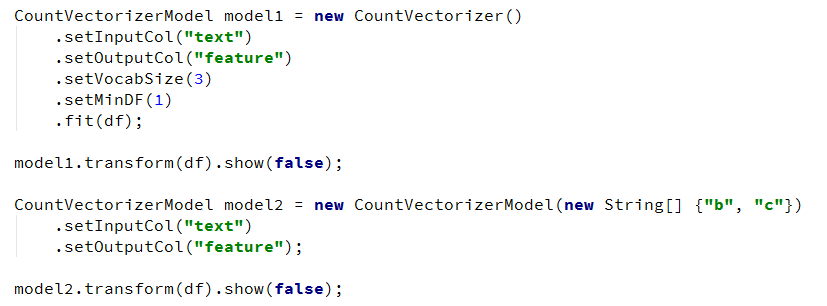 CountVectorizerModel model1 = new CountVectorizer()
    .setInputCol("text")
    .setOutputCol("feature")
    .setVocabSize(3)
    .setMinDF(1)
    .fit(df);

model1.transform(df).show(false);

CountVectorizerModel model2 = new CountVectorizerModel(new String[] {"b", "c"})
    .setInputCol("text")
    .setOutputCol("feature");

model2.transform(df).show(false);